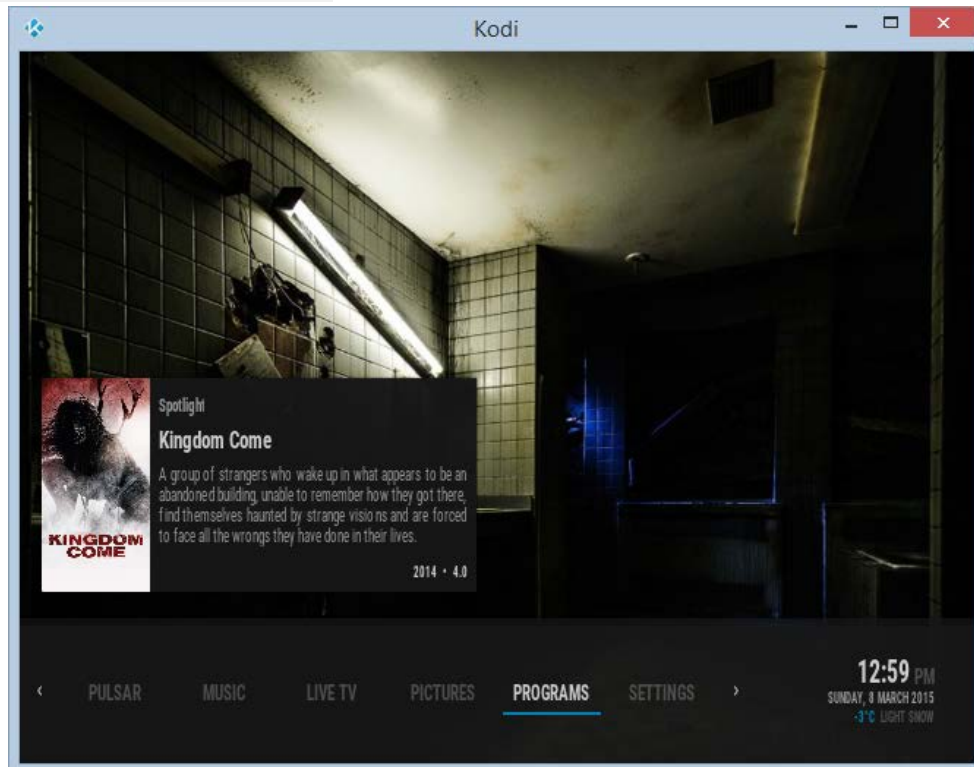 Kodi
Spotlight
Kingdom Come
A group of strangers who wake up in what appears to be an
abandoned building, unable to remember how they got there,
find themselves haunted by strange visions and are forced
to face all the wrongs they have done in their lives.
2014 • 4.0
KINGDOM
COME
‹ PULSAR MUSIC LIVE TV PICTURES PROGRAMS SETTINGS ›
12:59 PM
SUNDAY, 8 MARCH 2015
-3°C LIGHT SNOW